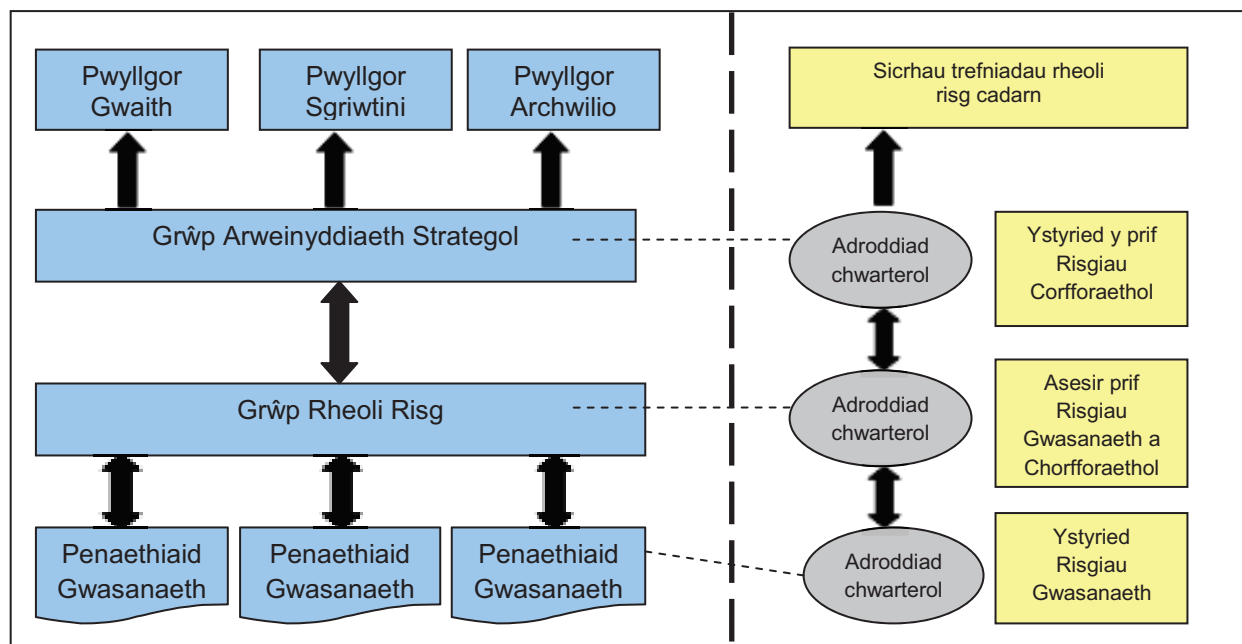 Pwyllgor
Gwaith
Pwyllgor
Sgriwtini
Pwyllgor
Archwilio
Grŵp Arweinyddiaeth Strategol
Grŵp Rheoli Risg
Penaethiaid
Gwasanaeth
Penaethiaid
Gwasanaeth
Penaethiaid
Gwasanaeth
Sicrhau trefniadau rheoli
risg cadarn
Adroddiad
chwarterol
Ystyried y prif
Risgiau
Corfforaethol
Adroddiad
chwarterol
Asesir prif
Risgiau
Gwasanaeth a
Chorfforaethol
Adroddiad
chwarterol
Ystyried
Risgiau
Gwasanaeth